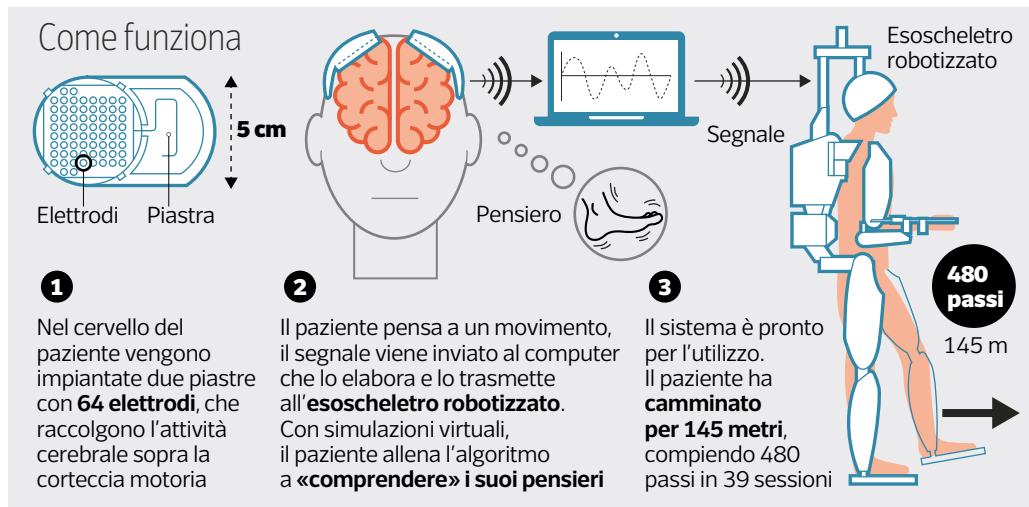 Come funziona
5 cm
Elettrodi
Piastra
Pensiero
Segnale
Esoscheletro
robotizzato
1
Nel cervello del
paziente vengono
impiantate due piastre
con 64 elettrodi, che
raccolgono l'attività
cerebrale sopra la
corteccia motoria
2
Il paziente pensa a un movimento,
il segnale viene inviato al computer
che lo elabora e lo trasmette
all'esoscheletro robotizzato.
Con simulazioni virtuali,
il paziente allena l'algoritmo
a «comprendere» i suoi pensieri
3
Il sistema è pronto
per l'utilizzo.
Il paziente ha
camminato
per 145 metri,
compiendo 480
passi in 39 sessioni
480
passi
145 m